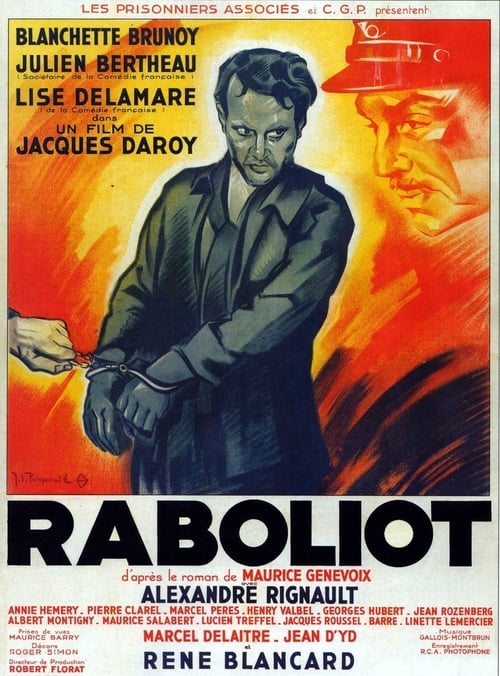 LES PRISONNIERS ASSOCIÉS et C.G.P. présentent
BLANCHETTE BRUNOY
JULIEN BERTHEAU
(Sociétaire de la Comédie française)
LISE DELAMARE
(de la Comédie française)
dans
UN FILM DE
JACQUES DAROY
RABOLIOT
d'après le roman de MAURICE GENEVOIX
avec
ALEXANDRE RIGNAULT
ANNIE HEMERY - PIERRE CLAREL - MARCEL PERES - HENRY VALBEL - GEORGES HUBERT - JEAN ROZENBERG
ALBERT MONTIGNY - MAURICE SALABERT - LUCIEN TREFFEL - JACQUES ROUSSEL - BARRE - LINETTE LEMERCIER
Prises de vues
MAURICE BARRY
Décors
ROGER SIMON
Directeur de Production
ROBERT FLORAT
MARCEL DELAITRE - JEAN D'YD
et
RENE BLANCARD
Musique
GALLOIS-MONTBRUN
Enregistrement
R.C.A. PHOTOPHONE